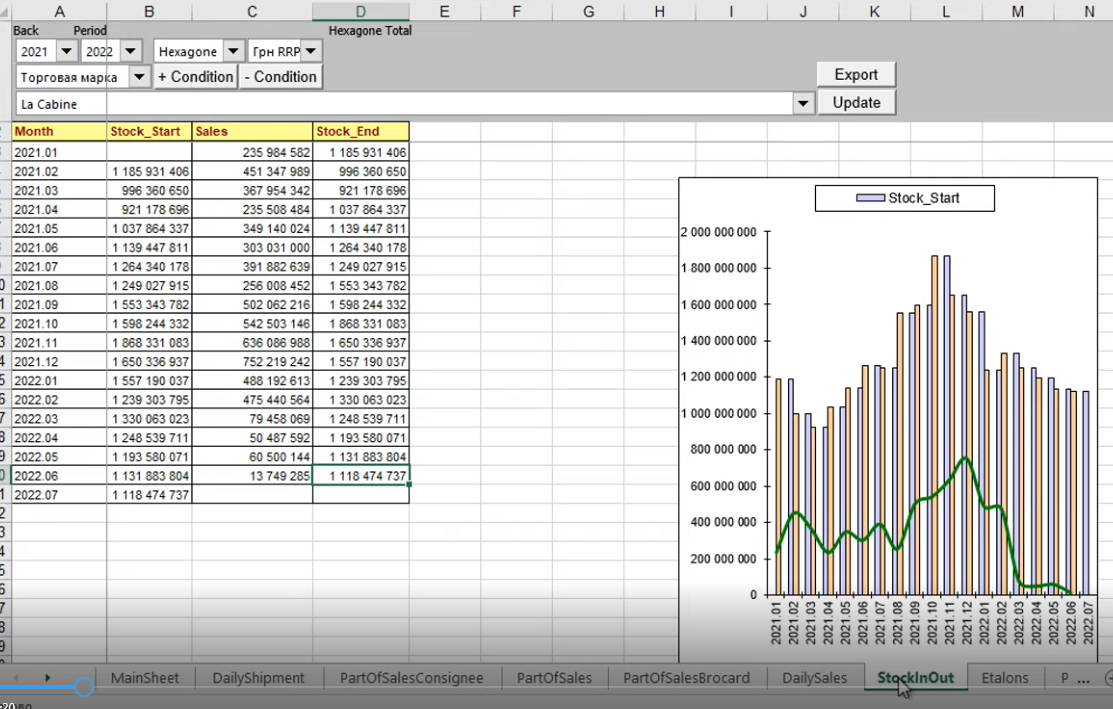 A B C D E F G H I J K L M N
Back Period Hexagone Total
2021 2022 Hexagone Грн RRP
Торговая марка + Condition - Condition Export
La Cabine Update
Month Stock_Start Sales Stock_End
2021.01 235 984 582 1 185 931 406
2021.02 1 185 931 406 451 347 989 996 360 650
2021.03 996 360 650 367 954 342 921 178 696
2021.04 921 178 696 235 508 484 1 037 864 337
2021.05 1 037 864 337 349 140 024 1 139 447 811
2021.06 1 139 447 811 303 031 000 1 264 340 178
2021.07 1 264 340 178 391 882 639 1 249 027 915
2021.08 1 249 027 915 256 008 452 1 553 343 782
2021.09 1 553 343 782 502 062 216 1 598 244 332
2021.10 1 598 244 332 542 503 146 1 868 331 083
2021.11 1 868 331 083 636 086 988 1 650 336 937
2021.12 1 650 336 937 752 219 242 1 557 190 037
2022.01 1 557 190 037 488 192 613 1 239 303 795
2022.02 1 239 303 795 475 440 564 1 330 063 023
2022.03 1 330 063 023 79 458 069 1 248 539 711
2022.04 1 248 539 711 50 487 592 1 193 580 071
2022.05 1 193 580 071 60 500 144 1 131 883 804
2022.06 1 131 883 804 13 749 285 1 118 474 737
2022.07 1 118 474 737
Stock_Start
2 000 000 000
1 800 000 000
1 600 000 000
1 400 000 000
1 200 000 000
1 000 000 000
800 000 000
600 000 000
400 000 000
200 000 000
0
2021.01 2021.02 2021.03 2021.04 2021.05 2021.06 2021.07 2021.08 2021.09 2021.10 2021.11 2021.12 2022.01 2022.02 2022.03 2022.04 2022.05 2022.06 2022.07
MainSheet DailyShipment PartOfSalesConsignee PartOfSales PartOfSalesBrocard DailySales StockInOut Etalons P ...